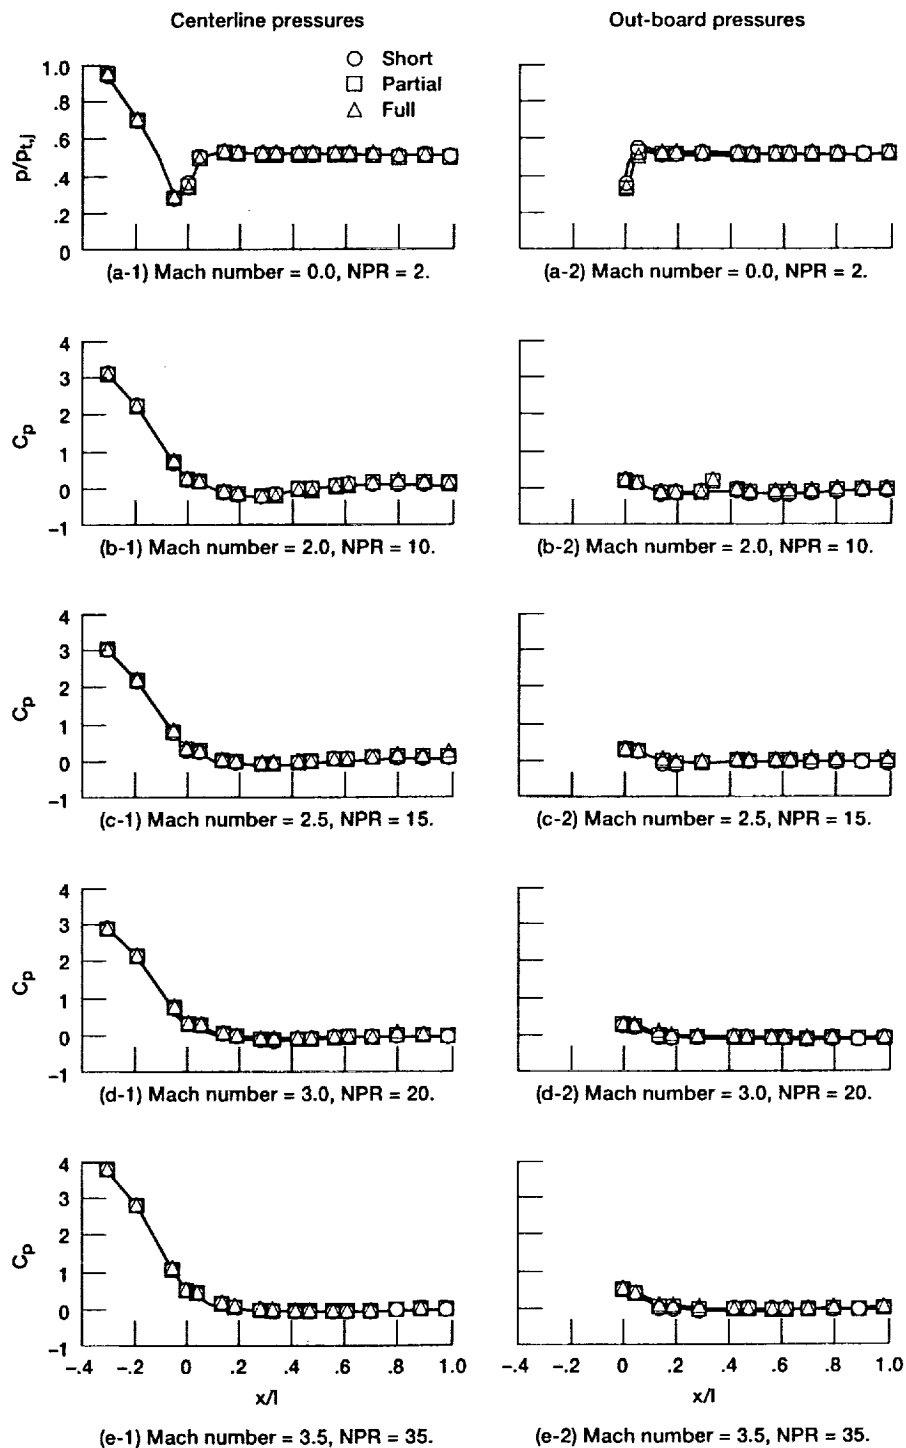 Centerline pressures
Out-board pressures
Short
Partial
Full
1.0
.8
.6
.4
.2
0
p/pt,j
(a-1) Mach number = 0.0, NPR = 2.
(a-2) Mach number = 0.0, NPR = 2.
4
3
2
1
0
−1
Cp
(b-1) Mach number = 2.0, NPR = 10.
(b-2) Mach number = 2.0, NPR = 10.
4
3
2
1
0
−1
Cp
(c-1) Mach number = 2.5, NPR = 15.
(c-2) Mach number = 2.5, NPR = 15.
4
3
2
1
0
−1
Cp
(d-1) Mach number = 3.0, NPR = 20.
(d-2) Mach number = 3.0, NPR = 20.
4
3
2
1
0
−1
Cp
−.4 −.2 0 .2 .4 .6 .8 1.0
x/l
−.4 −.2 0 .2 .4 .6 .8 1.0
x/l
(e-1) Mach number = 3.5, NPR = 35.
(e-2) Mach number = 3.5, NPR = 35.